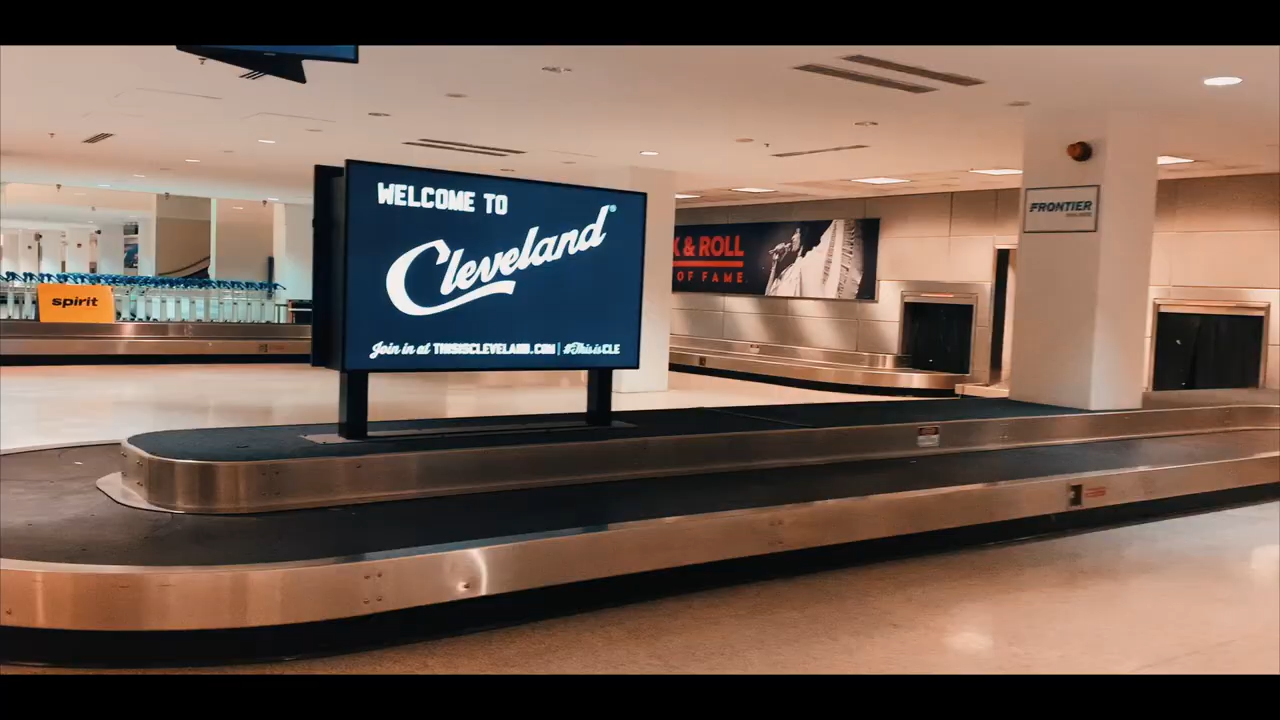 WELCOME TO
Cleveland
Join in at THISISCLEVELAND.COM | #ThisisCLE
spirit
K & ROLL
OF FAME
FRONTIER